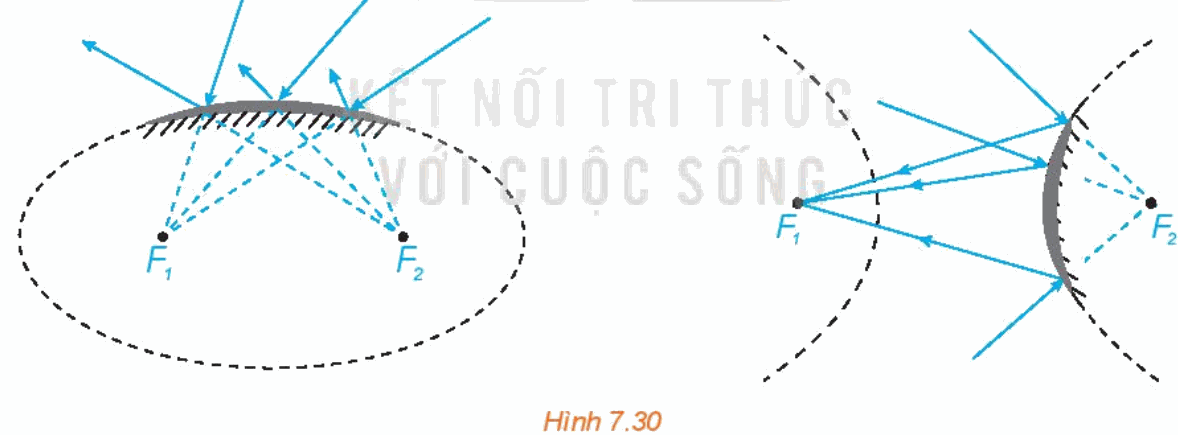 KẾT NỐI TRI THỨC
VỚI CUỘC SỐNG
F₁
F₂
F₁
F₂
Hình 7.30